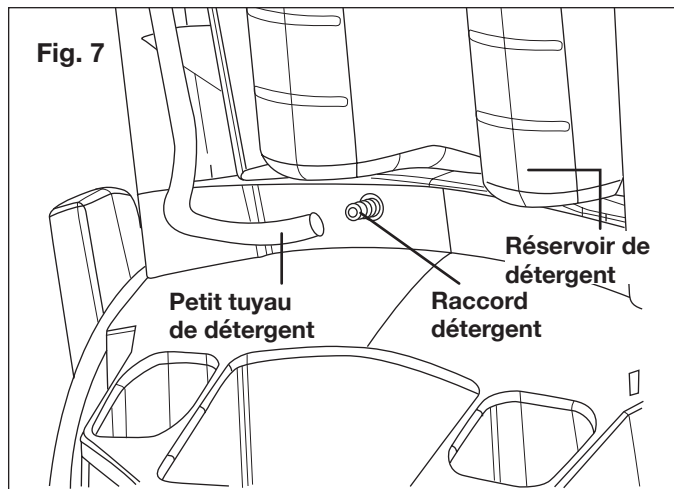 Fig. 7
Réservoir de
détergent
Petit tuyau
de détergent
Raccord
détergent